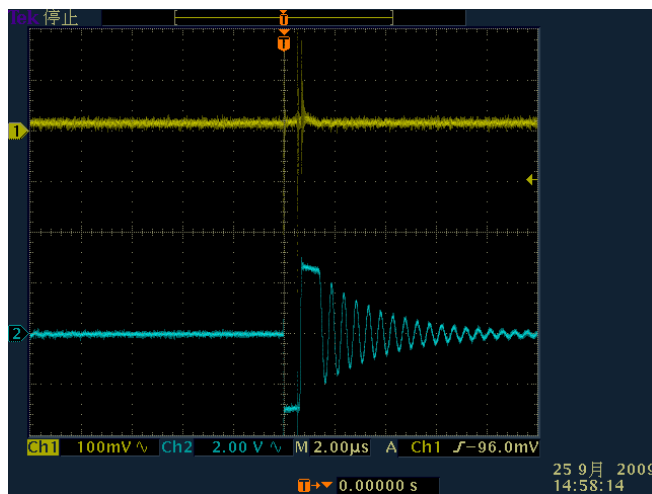 Tek 停止
T
T
1
2
Ch1 100mV Ch2 2.00 V M 2.00µs A Ch1 -96.0mV
T 0.00000 s
25 9月 2009
14:58:14